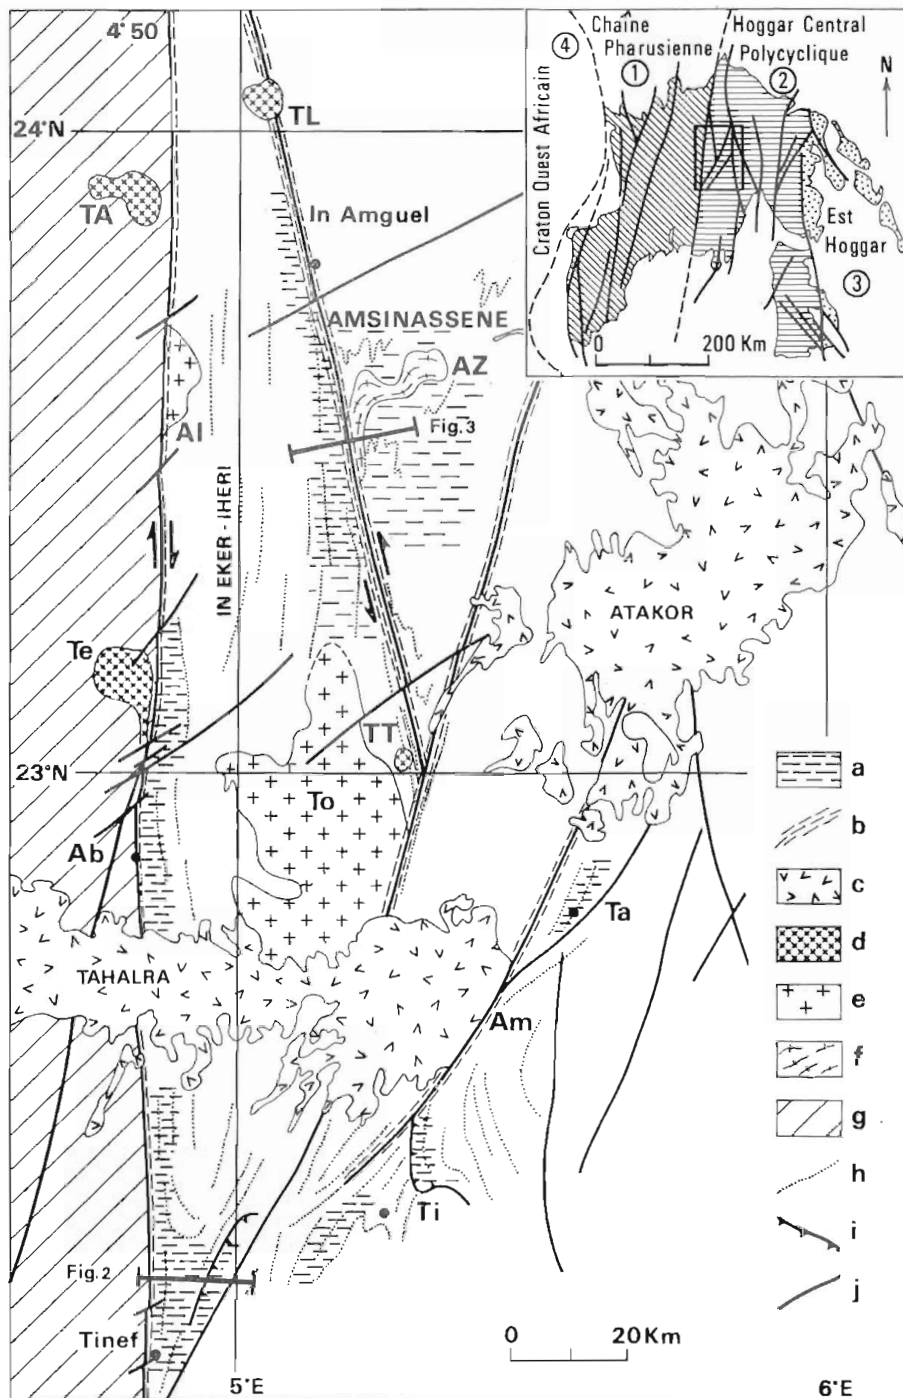 4° 50
Chaîne
Pharusienne
Hoggar Central
Polycyclique
④
①
②
N
Craton Ouest Africain
Est
Hoggar
③
0
200 Km
TL
24°N
TA
In Amguel
AMSINASSENE
AZ
Fig.3
AI
IN EKER - IHERI
ATAKOR
Te
TT
23°N
To
a
b
Ab
c
Ta
d
TAHALRA
Am
e
f
g
h
Ti
i
Fig.2
j
Tinef
0
20Km
5°E
6°E